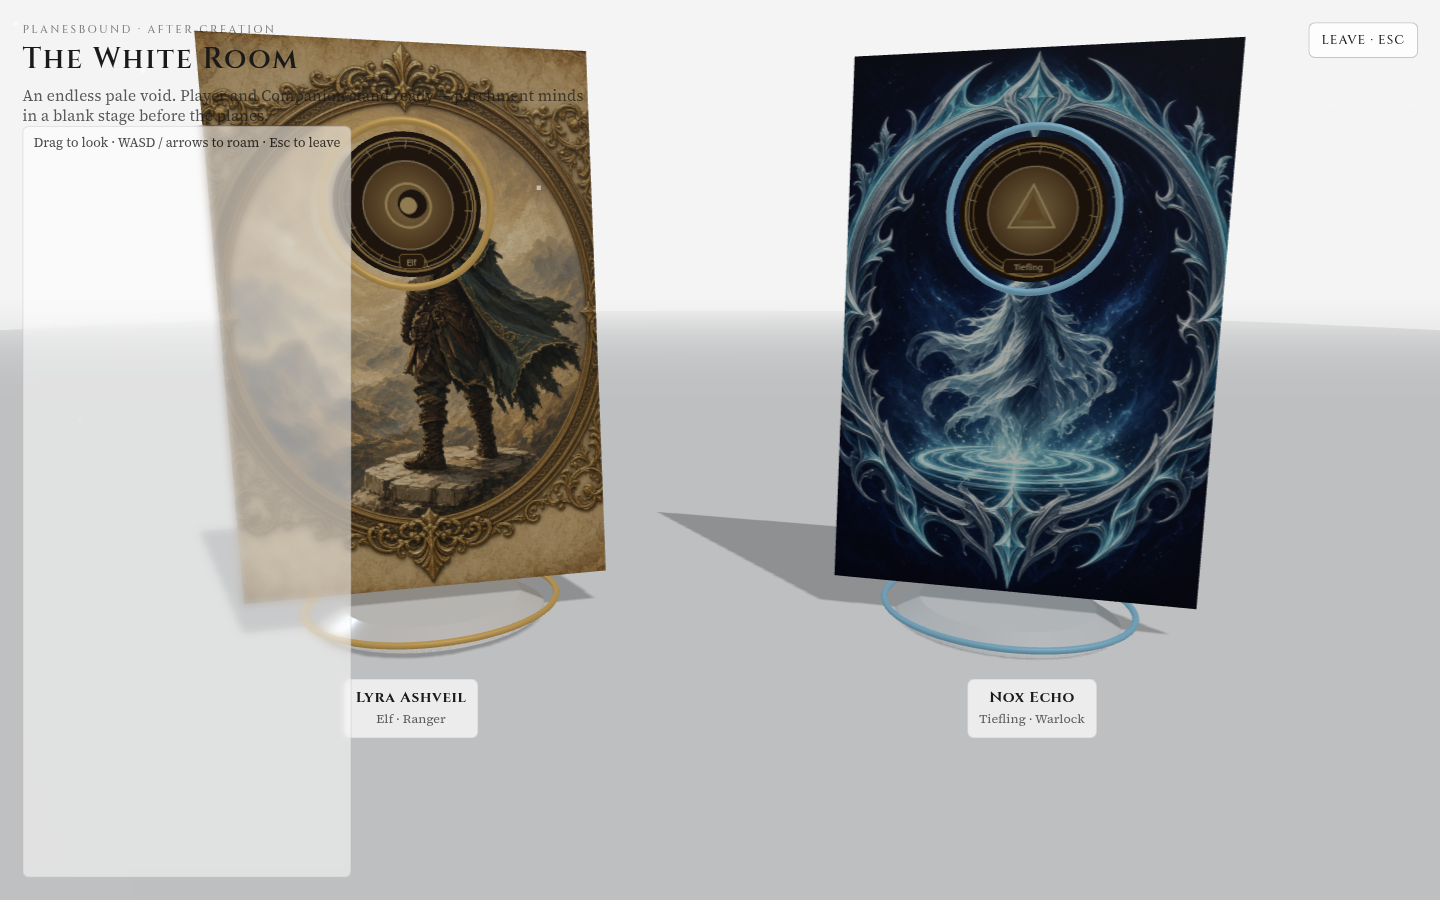 PLANESBOUND · AFTER CREATION
THE WHITE ROOM
An endless pale void. Player and Companion stand ready — parchment minds
in a blank stage before the planes.
LEAVE · ESC
Drag to look · WASD / arrows to roam · Esc to leave
Elf
Tiefling
LYRA ASHVEIL
Elf · Ranger
NOX ECHO
Tiefling · Warlock